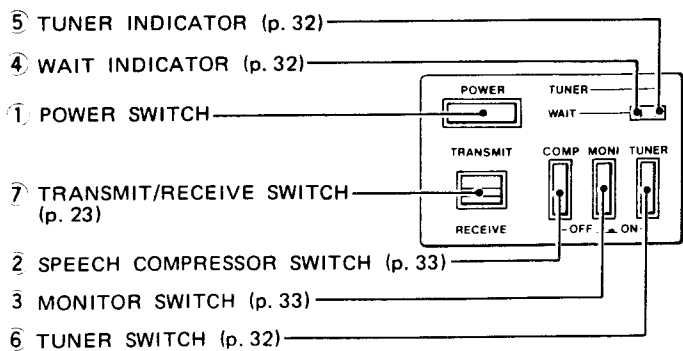 ⑤ TUNER INDICATOR (p. 32)
④ WAIT INDICATOR (p. 32)
① POWER SWITCH
⑦ TRANSMIT/RECEIVE SWITCH
(p. 23)
② SPEECH COMPRESSOR SWITCH (p. 33)
③ MONITOR SWITCH (p. 33)
⑥ TUNER SWITCH (p. 32)
POWER
TUNER
WAIT
TRANSMIT
COMP MONI TUNER
RECEIVE
OFF ON